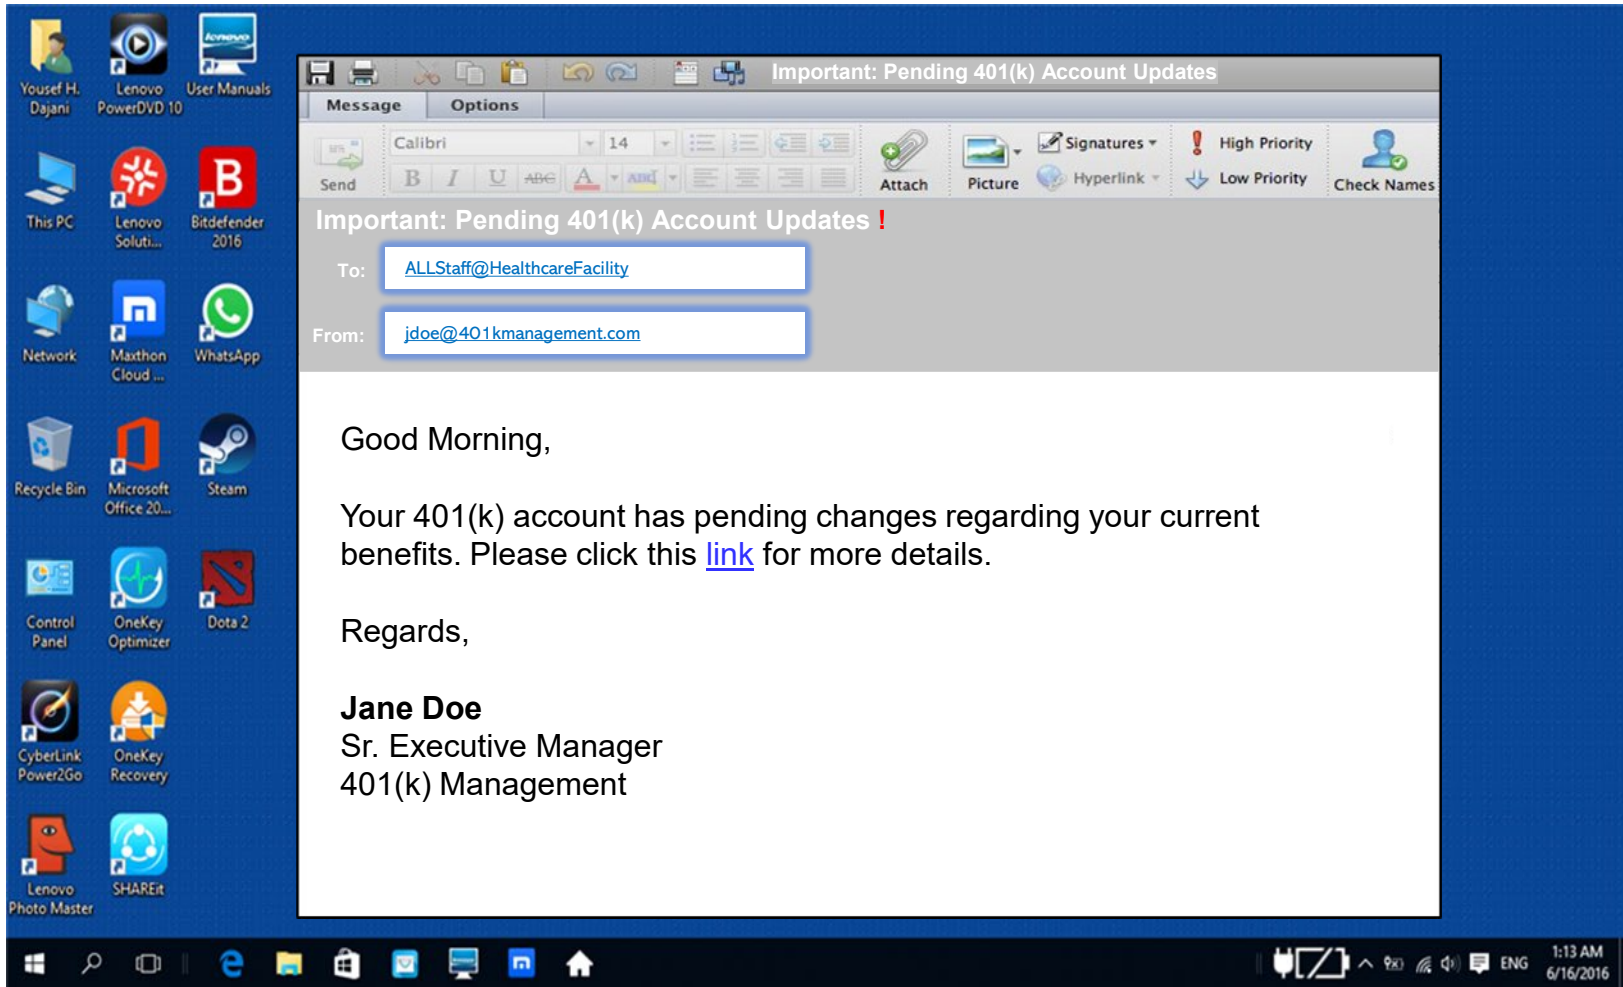 Yousef H.
Dajani
Lenovo
PowerDVD 10
lenovo
User Manuals
This PC
Lenovo
Soluti...
B
Bitdefender
2016
Network
Maxthon
Cloud ...
WhatsApp
Recycle Bin
Microsoft
Office 20...
Steam
Control
Panel
OneKey
Optimizer
Dota 2
CyberLink
Power2Go
OneKey
Recovery
Lenovo
Photo Master
SHAREit
Important: Pending 401(k) Account Updates
Message Options
Send
Calibri 14
B I U ABC A ABC
Attach
Picture
Signatures
Hyperlink
High Priority
Low Priority
Check Names
Important: Pending 401(k) Account Updates !
To: ALLStaff@HealthcareFacility
From: jdoe@401kmanagement.com
Good Morning,
Your 401(k) account has pending changes regarding your current
benefits. Please click this link for more details.
Regards,
Jane Doe
Sr. Executive Manager
401(k) Management
ENG
1:13 AM
6/16/2016